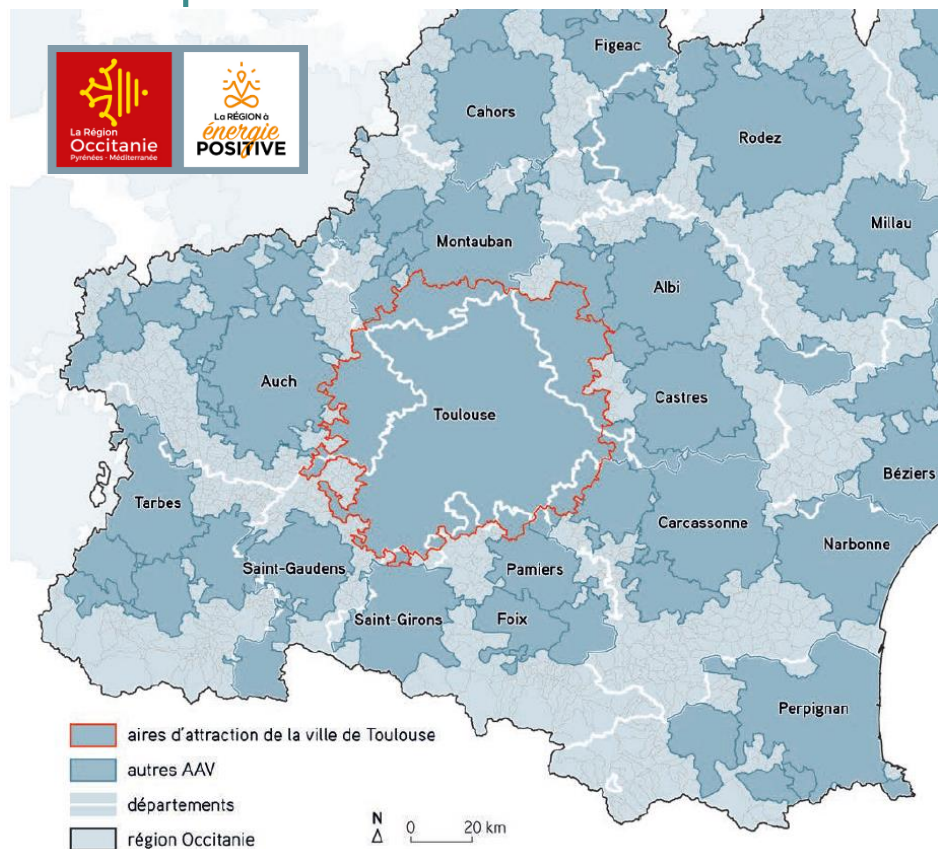 La Région
Occitanie
Pyrénées - Méditerranée
La RÉGION à
énergie
POSITIVE
Figeac
Cahors
Rodez
Millau
Montauban
Albi
Auch
Toulouse
Castres
Béziers
Tarbes
Carcassonne
Narbonne
Saint-Gaudens
Pamiers
Saint-Girons
Foix
Perpignan
aires d'attraction de la ville de Toulouse
autres AAV
départements
région Occitanie
N
0 20 km